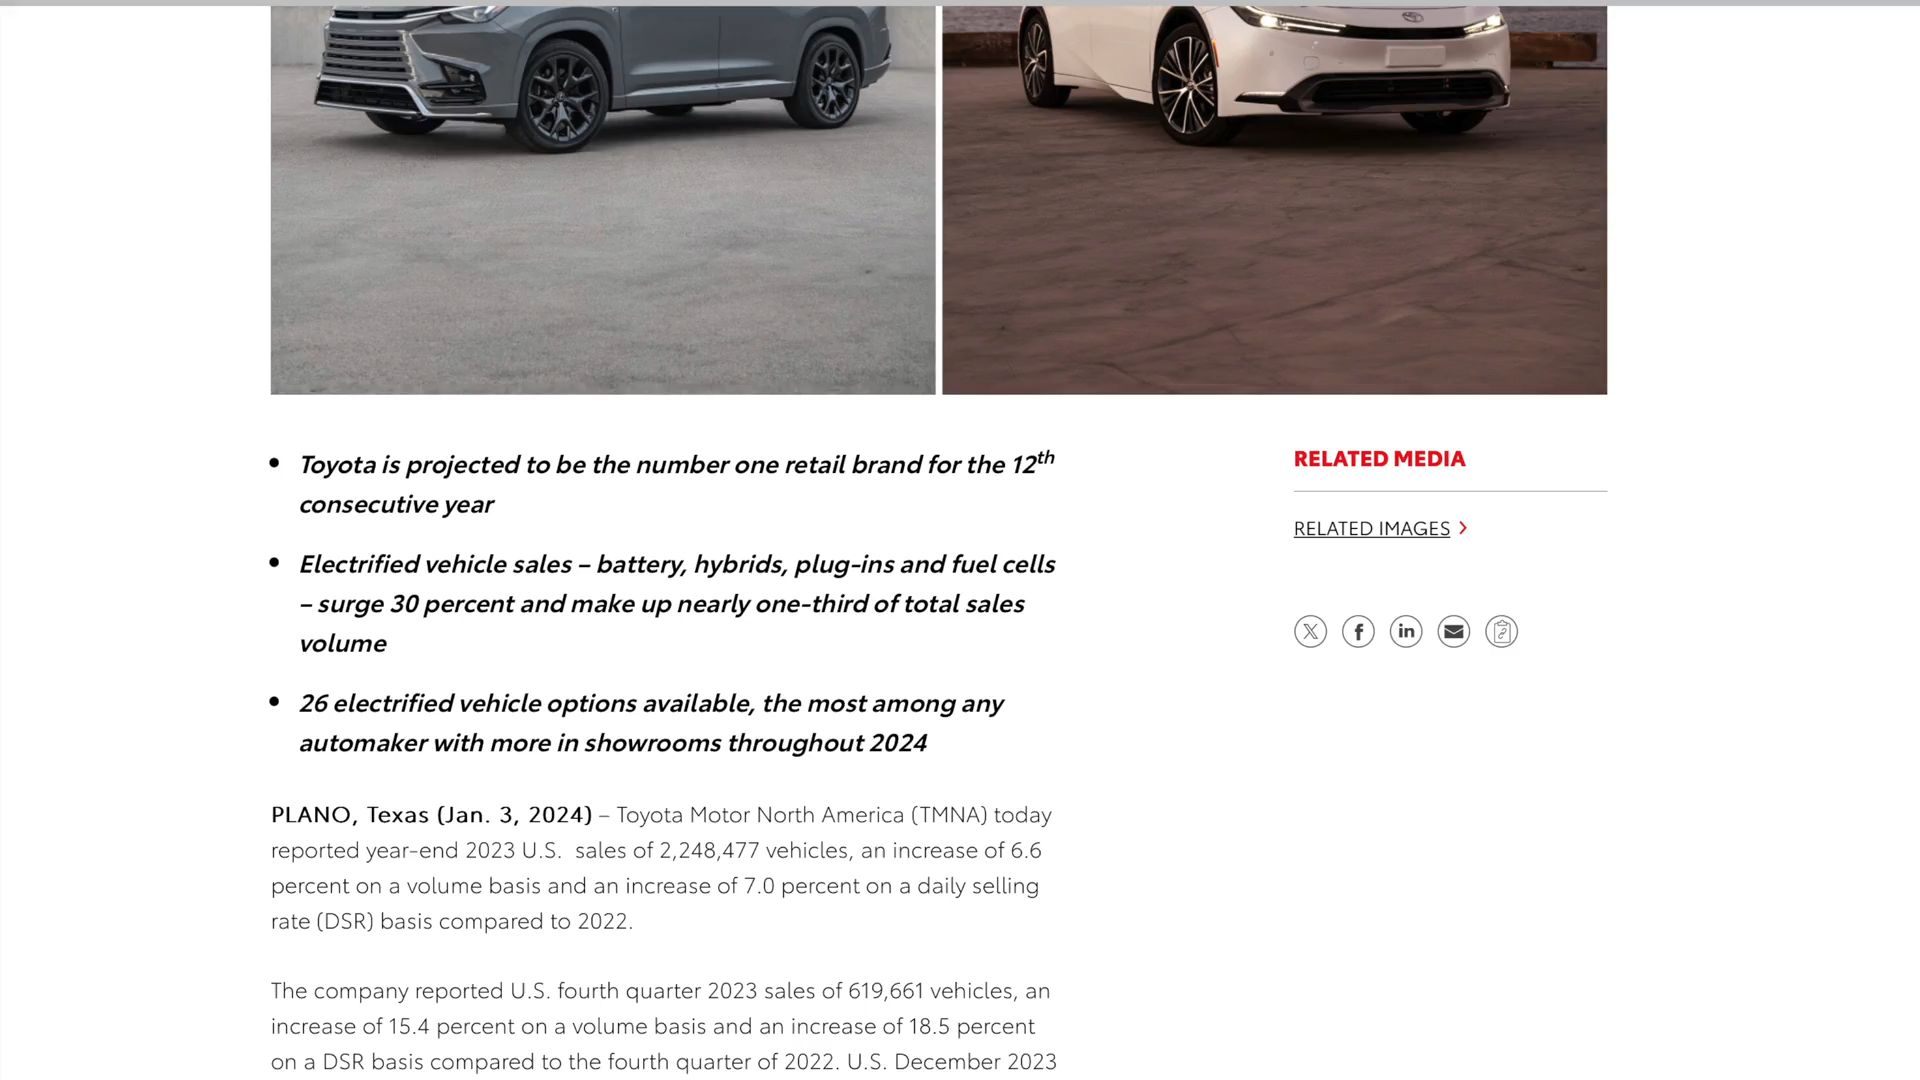 Toyota is projected to be the number one retail brand for the 12th
consecutive year
Electrified vehicle sales – battery, hybrids, plug-ins and fuel cells
– surge 30 percent and make up nearly one-third of total sales
volume
26 electrified vehicle options available, the most among any
automaker with more in showrooms throughout 2024
PLANO, Texas (Jan. 3, 2024) – Toyota Motor North America (TMNA) today
reported year-end 2023 U.S.  sales of 2,248,477 vehicles, an increase of 6.6
percent on a volume basis and an increase of 7.0 percent on a daily selling
rate (DSR) basis compared to 2022.
The company reported U.S. fourth quarter 2023 sales of 619,661 vehicles, an
increase of 15.4 percent on a volume basis and an increase of 18.5 percent
on a DSR basis compared to the fourth quarter of 2022. U.S. December 2023
RELATED MEDIA
RELATED IMAGES